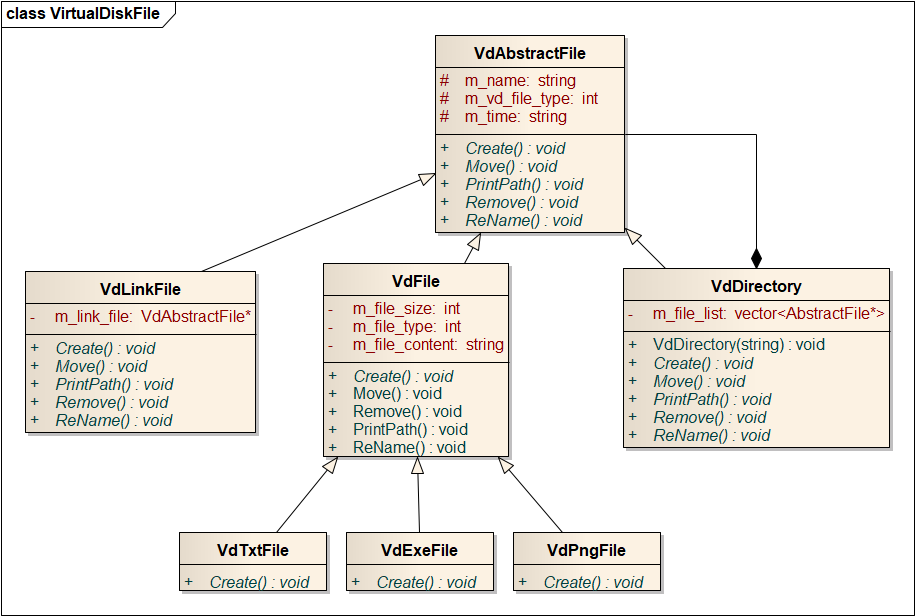 class VirtualDiskFile
VdAbstractFile
# m_name: string
# m_vd_file_type: int
# m_time: string
+ Create() : void
+ Move() : void
+ PrintPath() : void
+ Remove() : void
+ ReName() : void
VdLinkFile
- m_link_file: VdAbstractFile*
+ Create() : void
+ Move() : void
+ PrintPath() : void
+ Remove() : void
+ ReName() : void
VdFile
- m_file_size: int
- m_file_type: int
- m_file_content: string
+ Create() : void
+ Move() : void
+ Remove() : void
+ PrintPath() : void
+ ReName() : void
VdDirectory
- m_file_list: vector<AbstractFile*>
+ VdDirectory(string) : void
+ Create() : void
+ Move() : void
+ PrintPath() : void
+ Remove() : void
+ ReName() : void
VdTxtFile
+ Create() : void
VdExeFile
+ Create() : void
VdPngFile
+ Create() : void